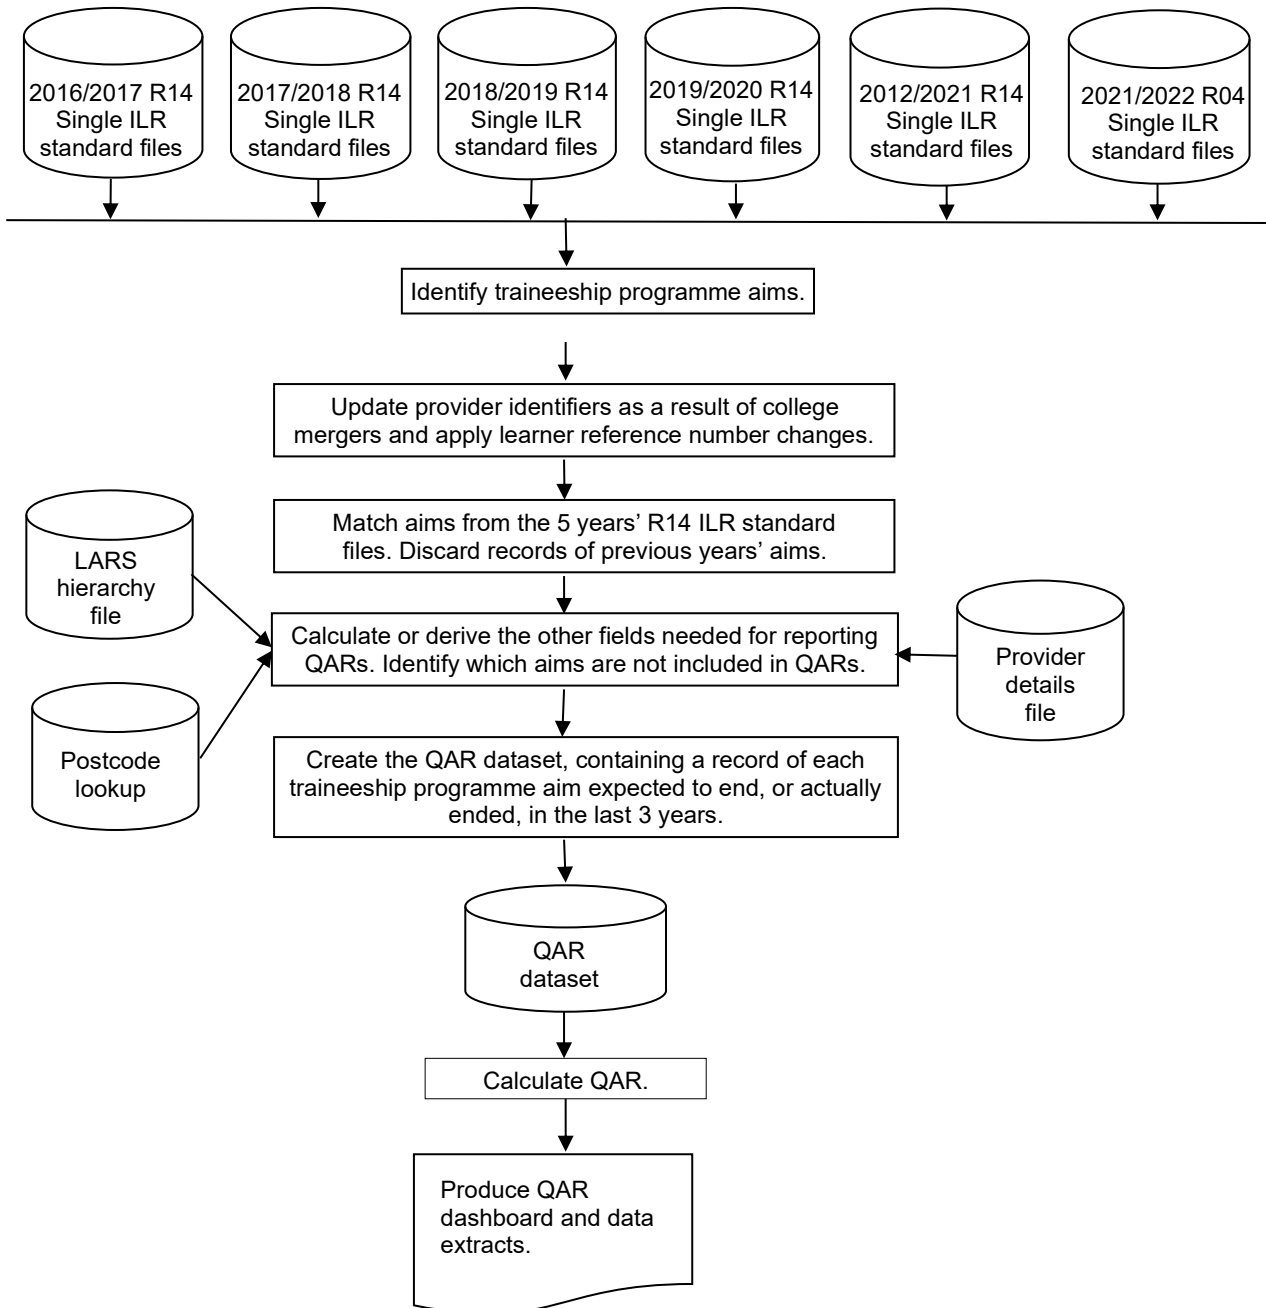 2016/2017 R14
Single ILR
standard files
2017/2018 R14
Single ILR
standard files
2018/2019 R14
Single ILR
standard files
2019/2020 R14
Single ILR
standard files
2012/2021 R14
Single ILR
standard files
2021/2022 R04
Single ILR
standard files
Identify traineeship programme aims.
Update provider identifiers as a result of college
mergers and apply learner reference number changes.
Match aims from the 5 years’ R14 ILR standard
files. Discard records of previous years’ aims.
LARS
hierarchy
file
Calculate or derive the other fields needed for reporting
QARs. Identify which aims are not included in QARs.
Provider
details
file
Postcode
lookup
Create the QAR dataset, containing a record of each
traineeship programme aim expected to end, or actually
ended, in the last 3 years.
QAR
dataset
Calculate QAR.
Produce QAR
dashboard and data
extracts.